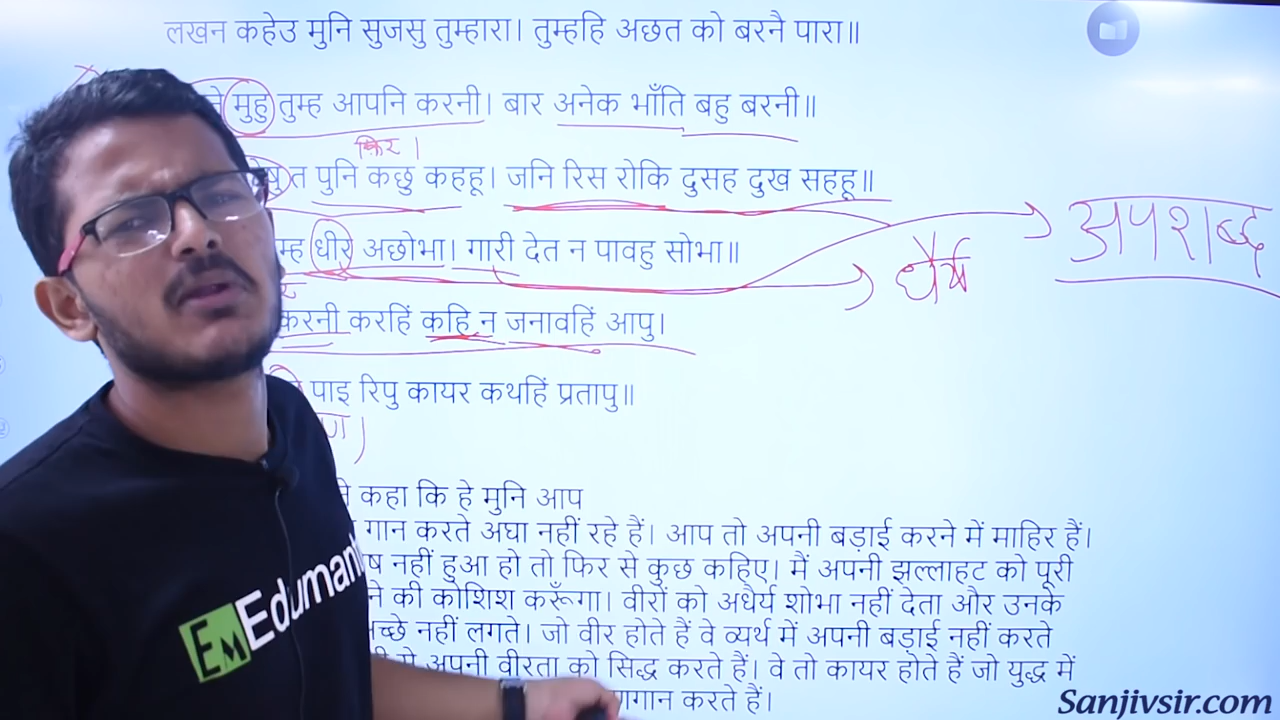 लखन कहेउ मुनि सुजसु तुम्हारा। तुम्हहि अछत को बरनै पारा॥
मुहु तुम्ह आपनि करनी। बार अनेक भाँति बहु बरनी॥
फिर।
त पुनि कछु कहहू। जनि रिस रोकि दुसह दुख सहहू॥
अपशब्द
धीर अछोभा। गारी देत न पावहु सोभा॥
धैर्य
करनी करहिं कहि न जनावहिं आपु।
पाइ रिपु कायर कथहिं प्रतापु॥
कहा कि हे मुनि आप
गान करते अघा नहीं रहे हैं। आप तो अपनी बड़ाई करने में माहिर हैं।
नहीं हुआ हो तो फिर से कुछ कहिए। मैं अपनी झल्लाहट को पूरी
की कोशिश करूँगा। वीरों को अधैर्य शोभा नहीं देता और उनके
नहीं लगते। जो वीर होते हैं वे व्यर्थ में अपनी बड़ाई नहीं करते
अपनी वीरता को सिद्ध करते हैं। वे तो कायर होते हैं जो युद्ध में
करते हैं।
EM Edumant
Sanjivsir.com